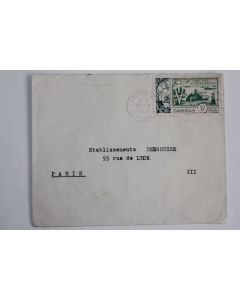 CAMEROUN
Etablissements DEBROUSSE
55 rue de LYON
PARIS XII